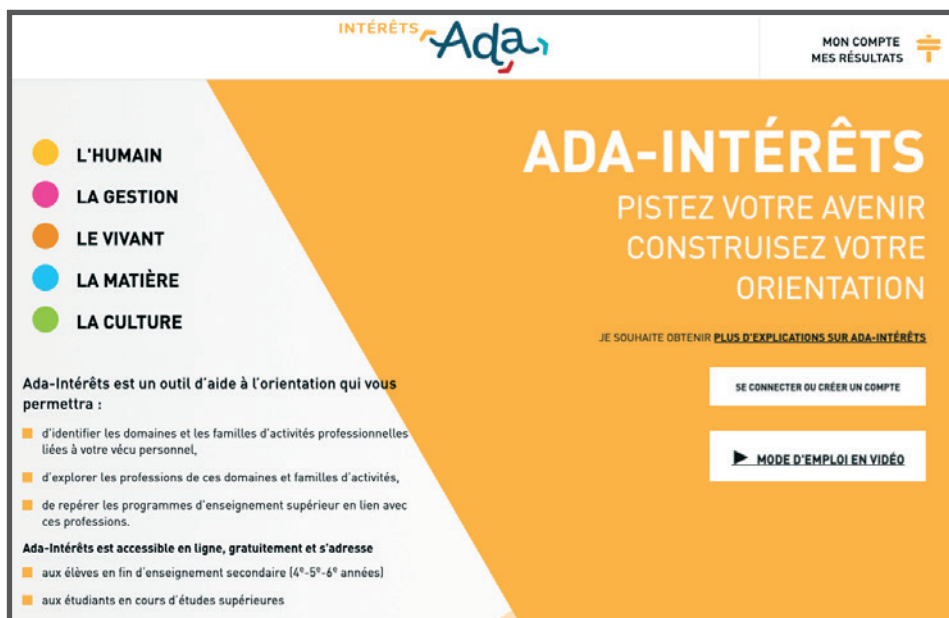 INTÉRÊTS Ada
MON COMPTE
MES RÉSULTATS
L'HUMAIN
LA GESTION
LE VIVANT
LA MATIÈRE
LA CULTURE
ADA-INTÉRÊTS
PISTEZ VOTRE AVENIR
CONSTRUISEZ VOTRE
ORIENTATION
JE SOUHAITE OBTENIR PLUS D'EXPLICATIONS SUR ADA-INTÉRÊTS
SE CONNECTER OU CRÉER UN COMPTE
MODE D'EMPLOI EN VIDÉO
Ada-Intérêts est un outil d'aide à l'orientation qui vous
permettra :
d'identifier les domaines et les familles d'activités professionnelles
liées à votre vécu personnel,
d'explorer les professions de ces domaines et familles d'activités,
de repérer les programmes d'enseignement supérieur en lien avec
ces professions.
Ada-Intérêts est accessible en ligne, gratuitement et s'adresse
aux élèves en fin d'enseignement secondaire (4e-5e-6e années)
aux étudiants en cours d'études supérieures